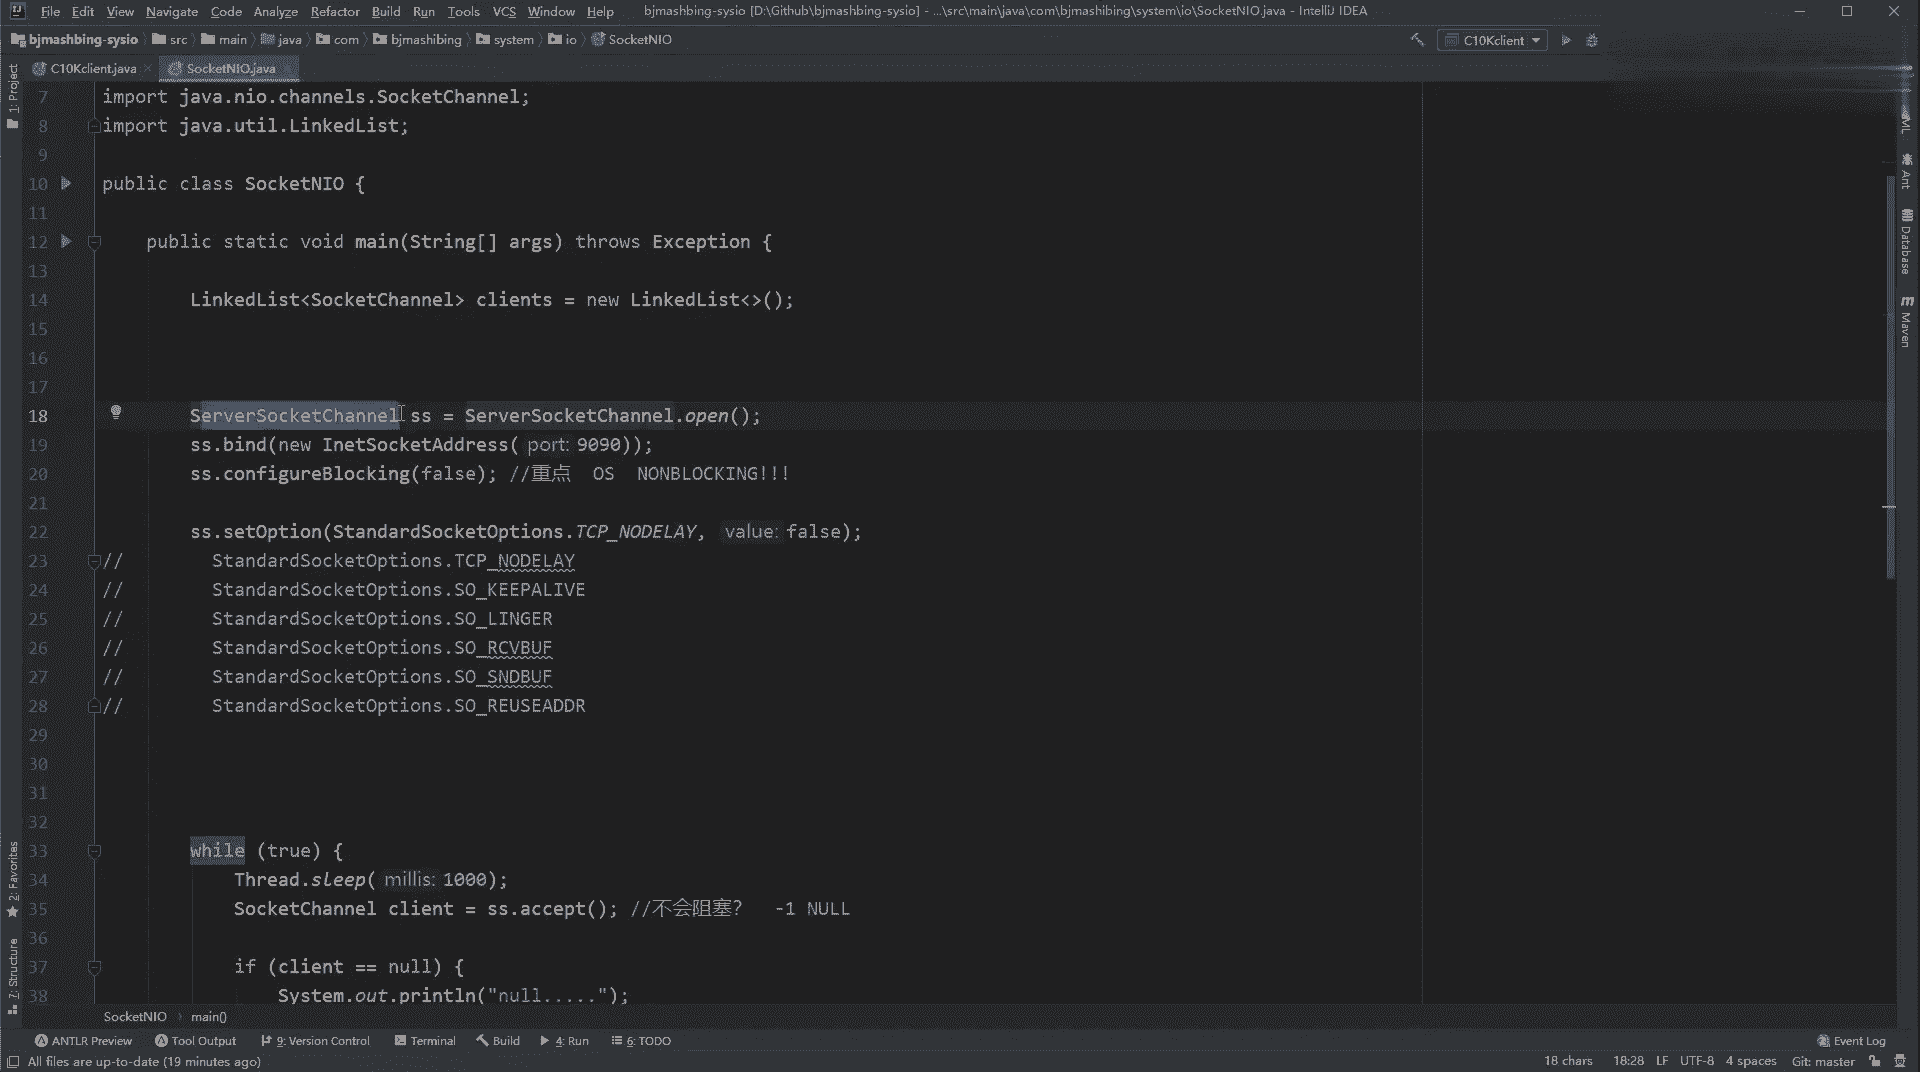 File Edit View Navigate Code Analyze Refactor Build Run Tools VCS Window Help bjmashbing-sysio [D:\Github\bjmashbing-sysio] - ...\src\main\java\com\bjmashibing\system\io\SocketNIO.java - IntelliJ IDEA
bjmashbing-sysio src main java com bjmashibing system io SocketNIO C10Kclient
C10Kclient.java SocketNIO.java
1: Project
7 import java.nio.channels.SocketChannel;
8 import java.util.LinkedList;
9
10 public class SocketNIO {
11
12 public static void main(String[] args) throws Exception {
13
14 LinkedList<SocketChannel> clients = new LinkedList<>();
15
16
17
18 ServerSocketChannel ss = ServerSocketChannel.open();
19 ss.bind(new InetSocketAddress( port: 9090));
20 ss.configureBlocking(false); //重点 OS NONBLOCKING!!!
21
22 ss.setOption(StandardSocketOptions.TCP_NODELAY, value: false);
23 // StandardSocketOptions.TCP_NODELAY
24 // StandardSocketOptions.SO_KEEPALIVE
25 // StandardSocketOptions.SO_LINGER
26 // StandardSocketOptions.SO_RCVBUF
27 // StandardSocketOptions.SO_SNDBUF
28 // StandardSocketOptions.SO_REUSEADDR
29
30
31
32
33 while (true) {
34 Thread.sleep( millis: 1000);
35 SocketChannel client = ss.accept(); //不会阻塞? -1 NULL
36
37 if (client == null) {
38 System.out.println("null.....");
2: Favorites
7: Structure
Ant
Database
Maven
SocketNIO main()
ANTLR Preview Tool Output 9: Version Control Terminal Build 4: Run 6: TODO Event Log
All files are up-to-date (19 minutes ago) 18 chars 18:28 LF UTF-8 4 spaces Git: master